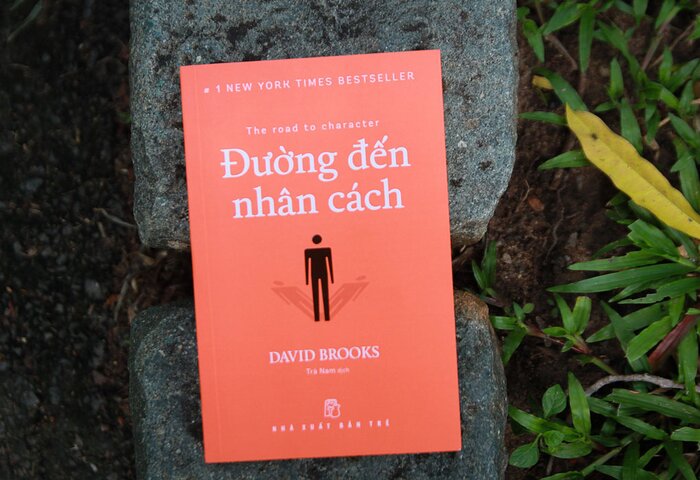 # 1 NEW YORK TIMES BESTSELLER
The road to character
Đường đến
nhân cách
DAVID BROOKS
Trà Nam dịch
NHÀ XUẤT BẢN TRẺ